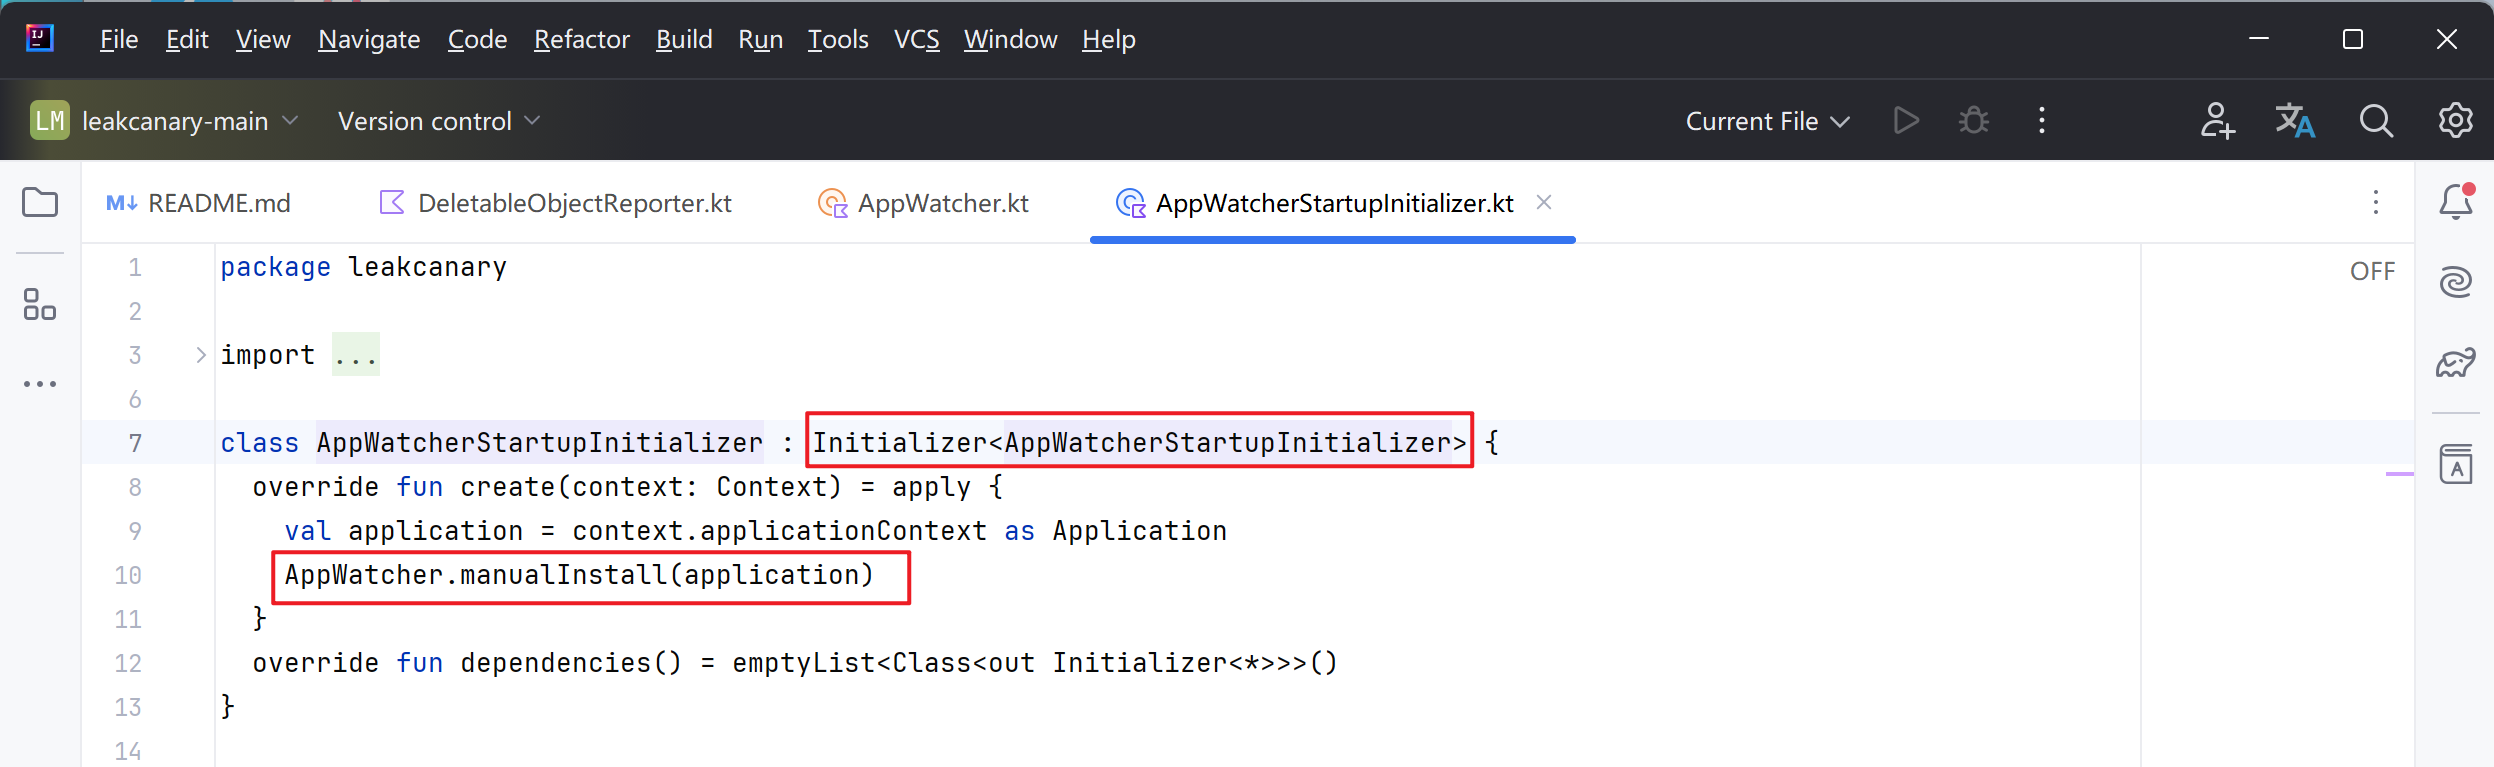 File Edit View Navigate Code Refactor Build Run Tools VCS Window Help
LM leakcanary-main Version control Current File
README.md DeletableObjectReporter.kt AppWatcher.kt AppWatcherStartupInitializer.kt
OFF
1 package leakcanary
2
3 import ...
6
7 class AppWatcherStartupInitializer : Initializer<AppWatcherStartupInitializer> {
8 override fun create(context: Context) = apply {
9 val application = context.applicationContext as Application
10 AppWatcher.manualInstall(application)
11 }
12 override fun dependencies() = emptyList<Class<out Initializer<*>>>()
13 }
14